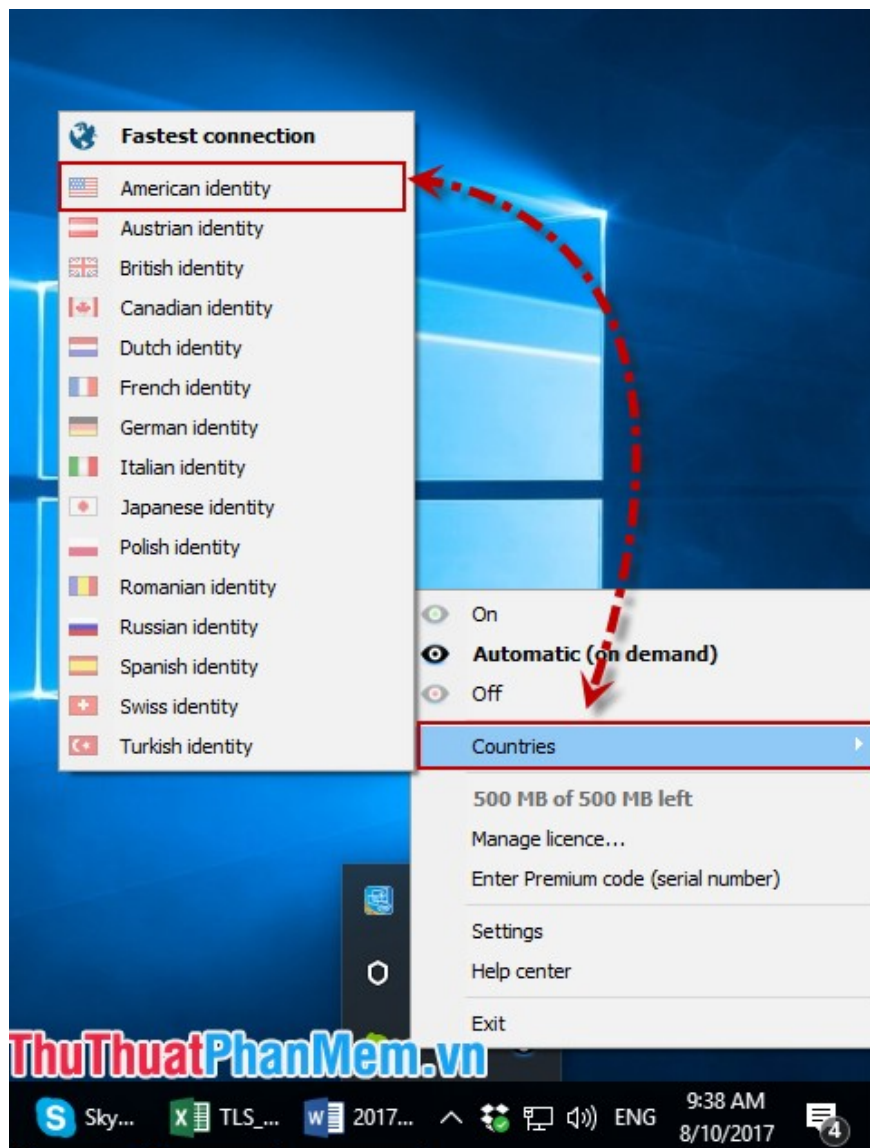 Fastest connection
American identity
Austrian identity
British identity
Canadian identity
Dutch identity
French identity
German identity
Italian identity
Japanese identity
Polish identity
Romanian identity
Russian identity
Spanish identity
Swiss identity
Turkish identity
On
Automatic (on demand)
Off
Countries
500 MB of 500 MB left
Manage licence...
Enter Premium code (serial number)
Settings
Help center
Exit
ThuThuatPhanMem.vn
Sky... TLS_... 2017... ENG 9:38 AM
8/10/2017
4